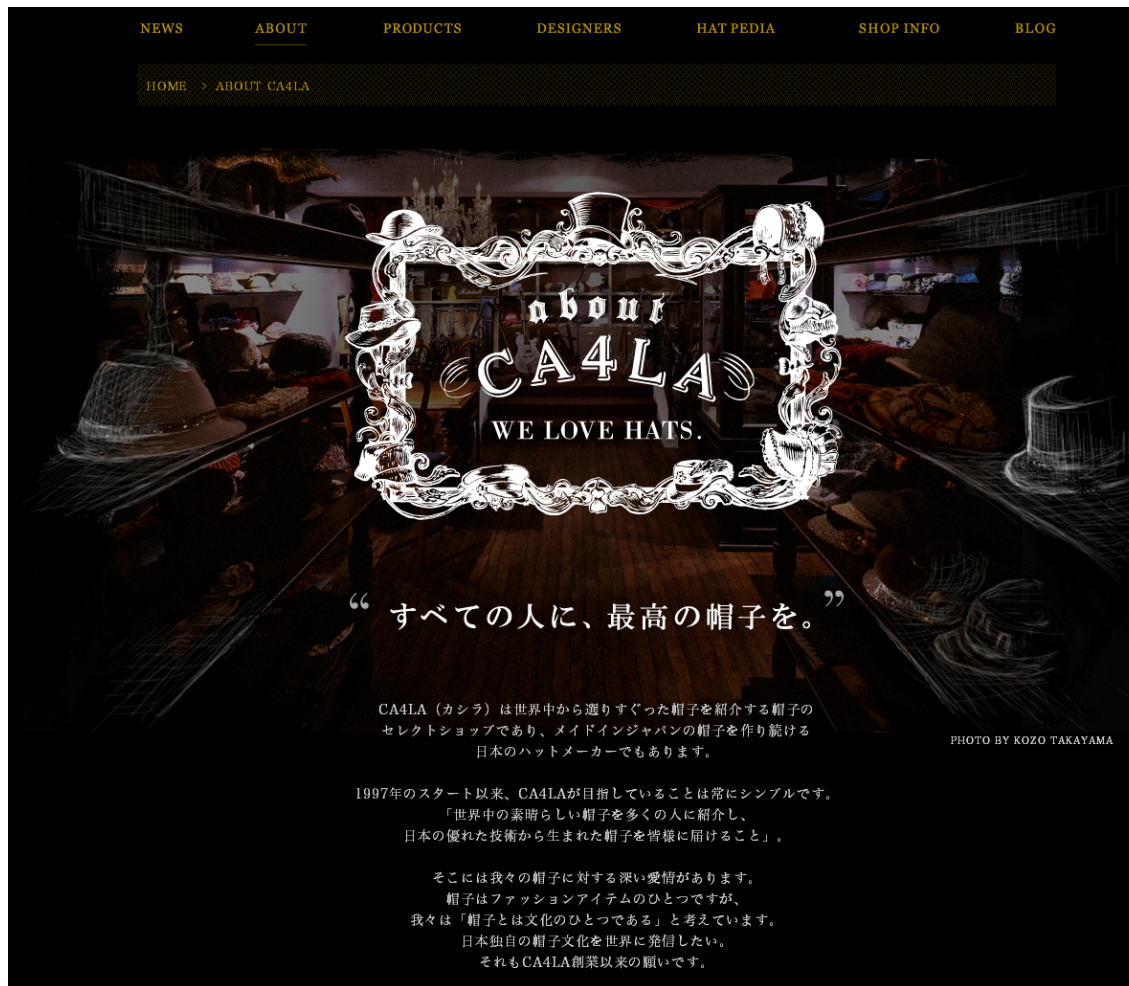 NEWS ABOUT PRODUCTS DESIGNERS HAT PEDIA SHOP INFO BLOG
HOME > ABOUT CA4LA
about
CA4LA
WE LOVE HATS.
“すべての人に、最高の帽子を。”
CA4LA（カシラ）は世界中から選りすぐった帽子を紹介する帽子の
セレクトショップであり、メイドインジャパンの帽子を作り続ける
日本のハットメーカーでもあります。
PHOTO BY KOZO TAKAYAMA
1997年のスタート以来、CA4LAが目指していることは常にシンプルです。
「世界中の素晴らしい帽子を多くの人に紹介し、
日本の優れた技術から生まれた帽子を皆様に届けること」。
そこには我々の帽子に対する深い愛情があります。
帽子はファッションアイテムのひとつですが、
我々は「帽子とは文化のひとつである」と考えています。
日本独自の帽子文化を世界に発信したい。
それもCA4LA創業以来の願いです。